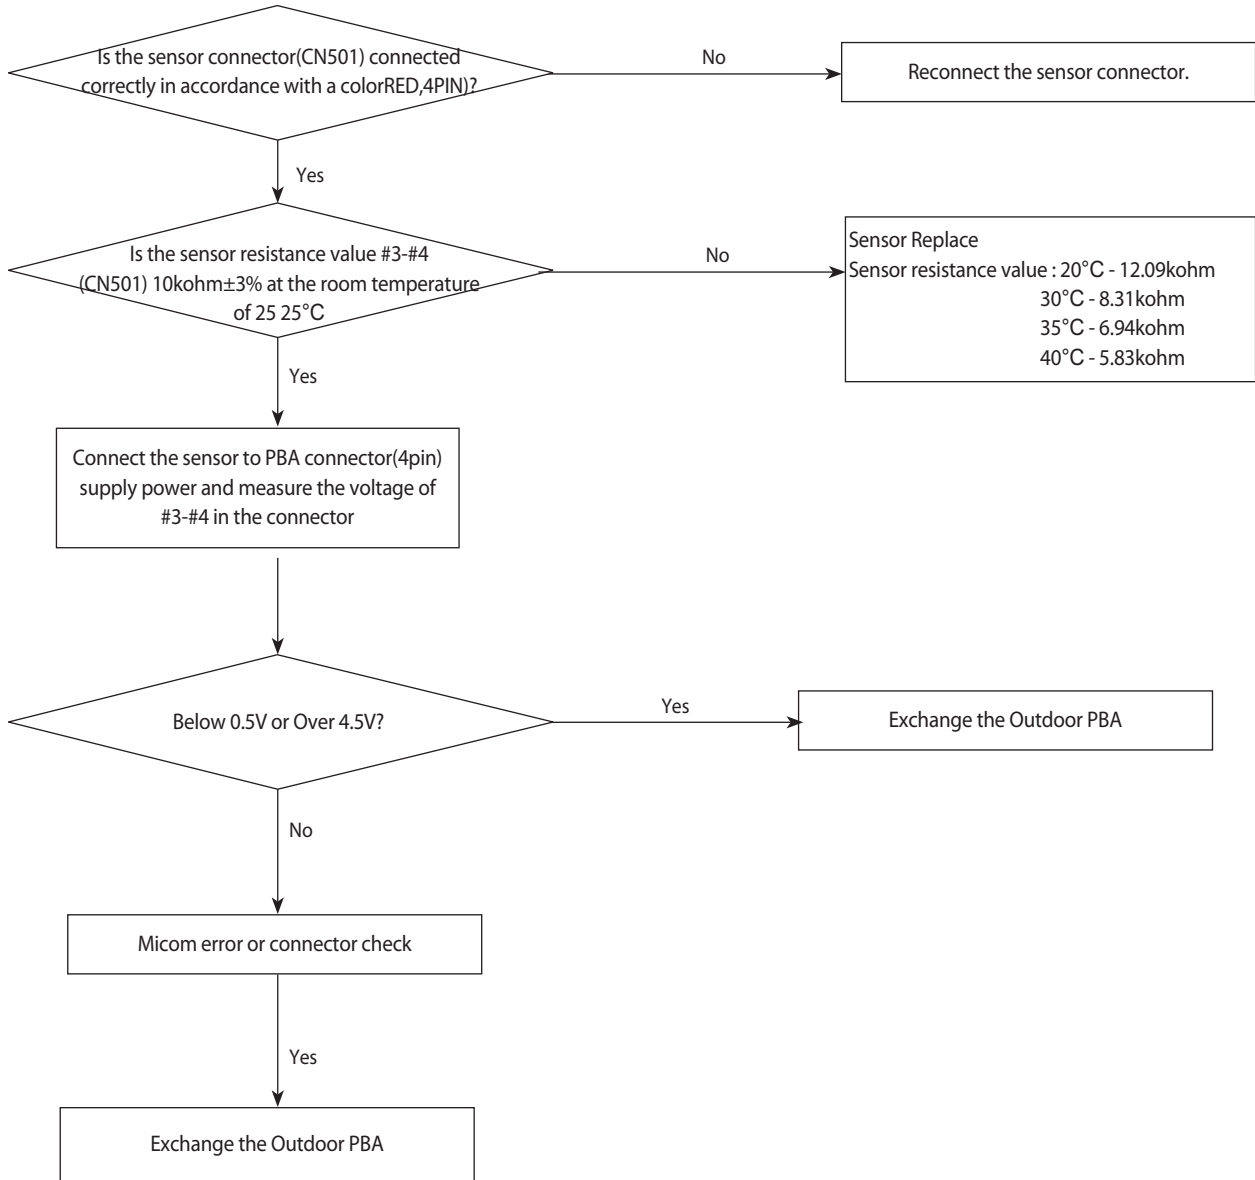 Is the sensor connector(CN501) connected
correctly in accordance with a colorRED,4PIN)?
No
Reconnect the sensor connector.
Yes
Is the sensor resistance value #3-#4
(CN501) 10kohm±3% at the room temperature
of 25 25°C
No
Sensor Replace
Sensor resistance value : 20°C - 12.09kohm
30°C - 8.31kohm
35°C - 6.94kohm
40°C - 5.83kohm
Yes
Connect the sensor to PBA connector(4pin)
supply power and measure the voltage of
#3-#4 in the connector
Below 0.5V or Over 4.5V?
Yes
Exchange the Outdoor PBA
No
Micom error or connector check
Yes
Exchange the Outdoor PBA